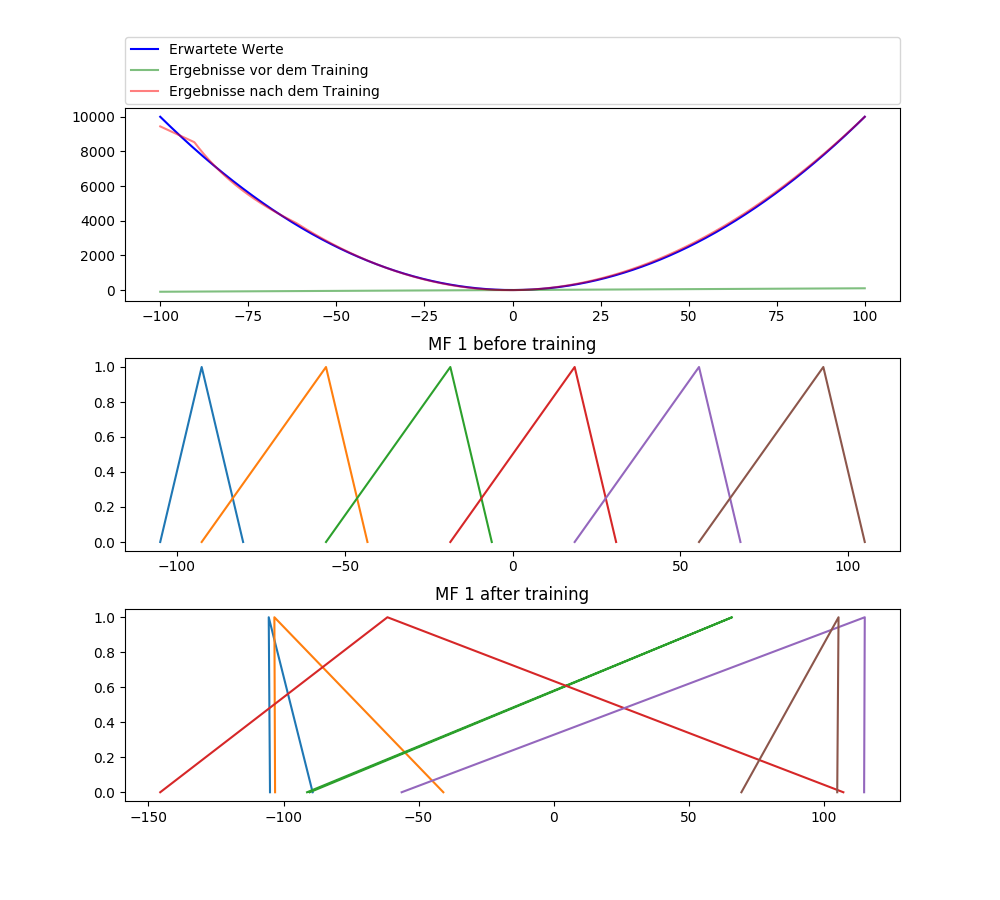 Erwartete Werte
Ergebnisse vor dem Training
Ergebnisse nach dem Training
10000
8000
6000
4000
2000
0
−100 −75 −50 −25 0 25 50 75 100
MF 1 before training
1.0
0.8
0.6
0.4
0.2
0.0
−100 −50 0 50 100
MF 1 after training
1.0
0.8
0.6
0.4
0.2
0.0
−150 −100 −50 0 50 100